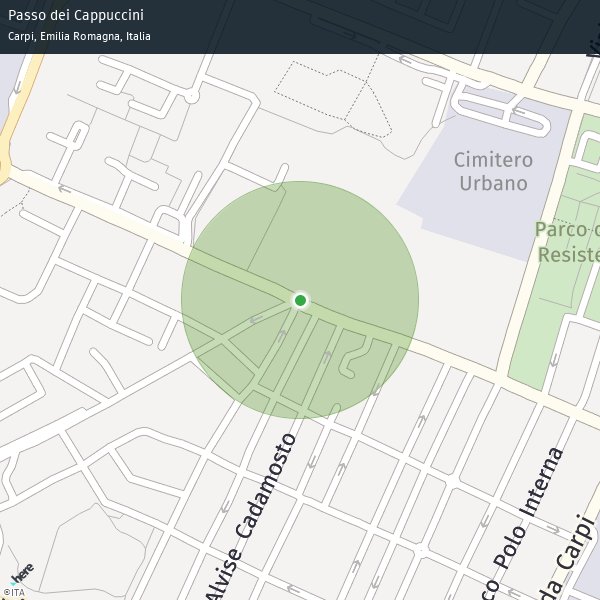 Passo dei Cappuccini
Carpi, Emilia Romagna, Italia
Cimitero
Urbano
Parco d
Resiste
Alvise Cadamosto
co Polo Interna
da Carpi
here
©ITA